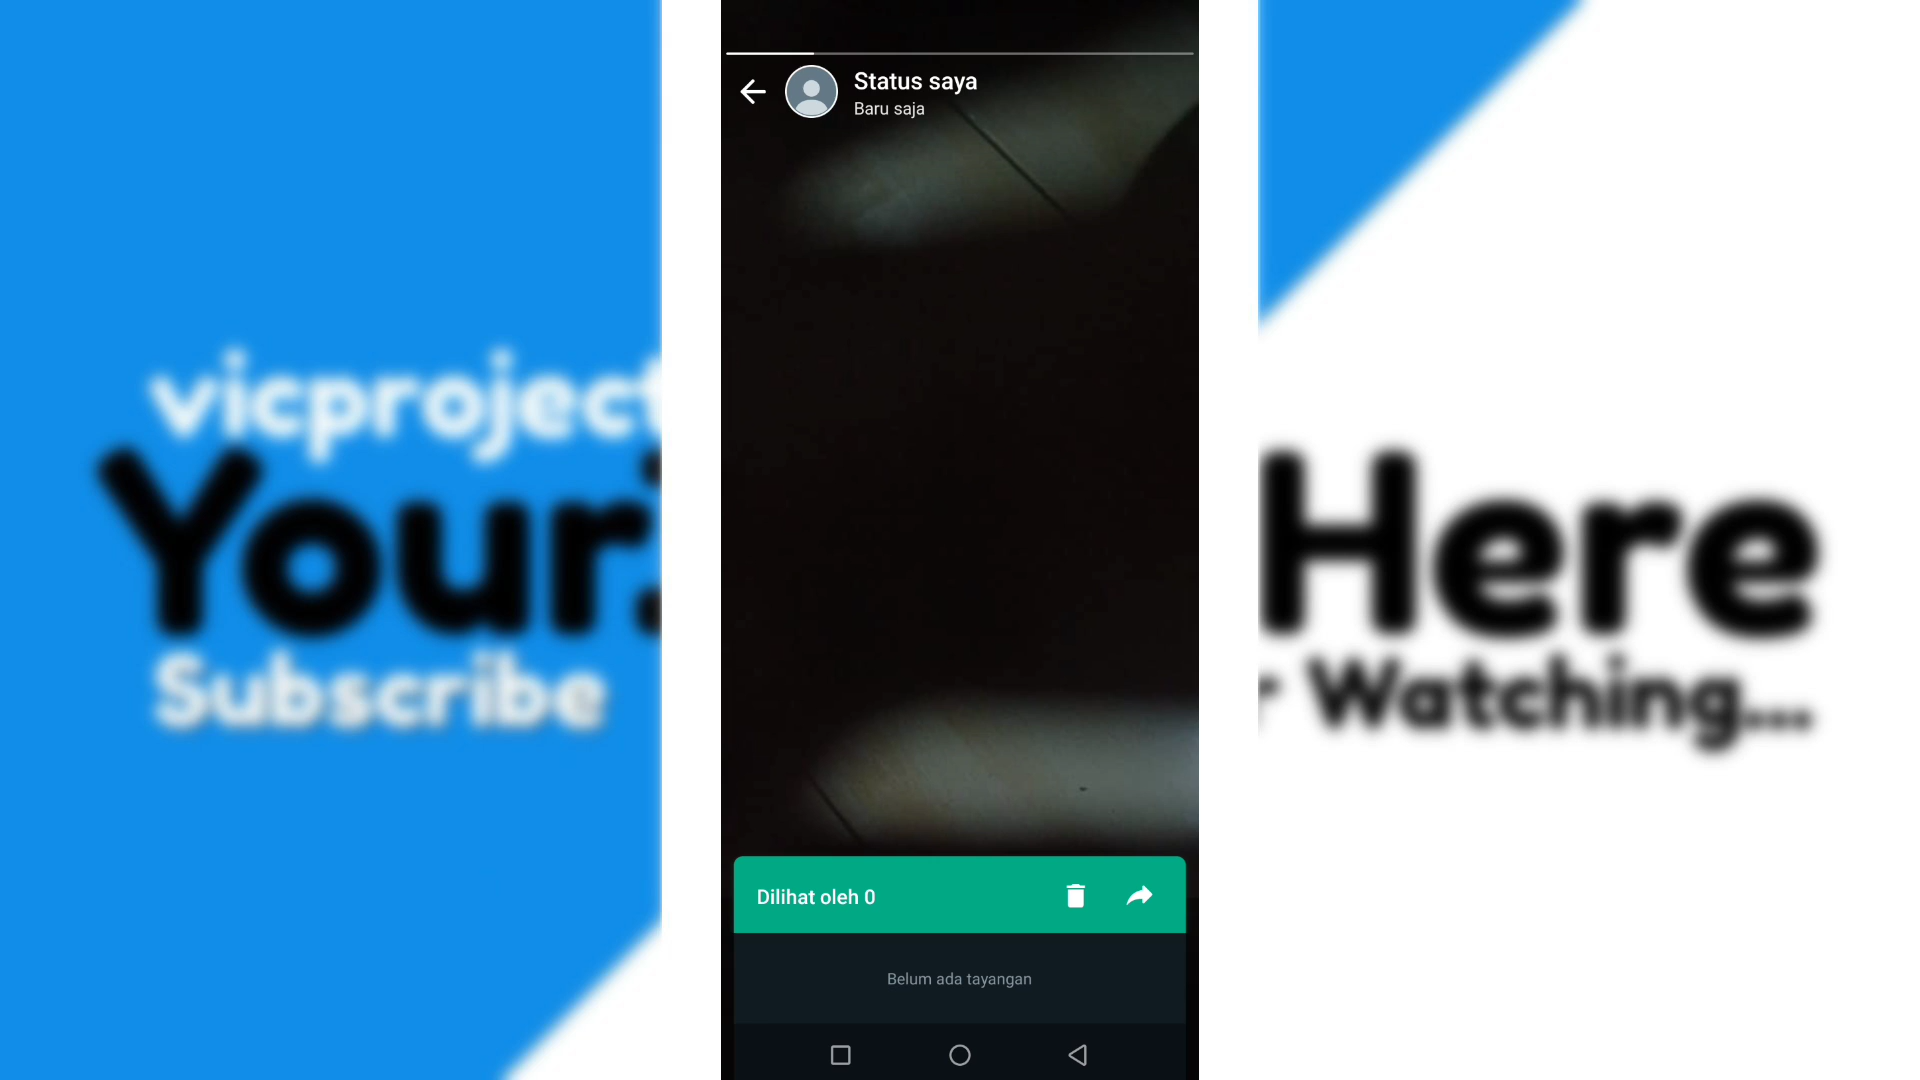 Status saya
Baru saja
vicproject
Your
Here
Subscribe
Watching...
Dilihat oleh 0
Belum ada tayangan